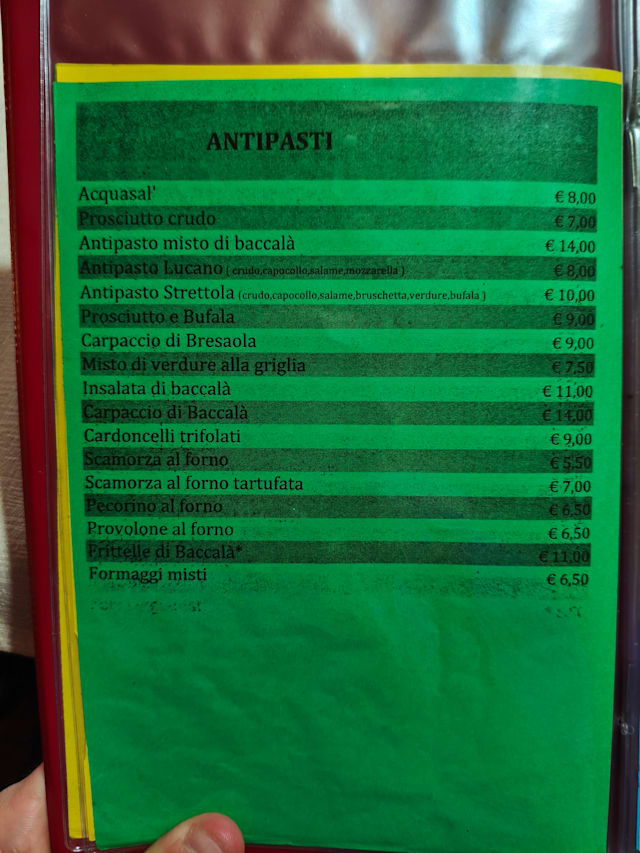 ANTIPASTI
Acquasal' € 8,00
Prosciutto crudo € 7,00
Antipasto misto di baccalà € 14,00
Antipasto Lucano ( crudo,capocollo,salame,mozzarella ) € 8,00
Antipasto Strettola (crudo,capocollo,salame,bruschetta,verdure,bufala ) € 10,00
Prosciutto e Bufala € 9,00
Carpaccio di Bresaola € 9,00
Misto di verdure alla griglia € 7,50
Insalata di baccalà € 11,00
Carpaccio di Baccalà € 14,00
Cardoncelli trifolati € 9,00
Scamorza al forno € 5,50
Scamorza al forno tartufata € 7,00
Pecorino al forno € 6,50
Provolone al forno € 6,50
Frittelle di Baccalà* € 11,00
Formaggi misti € 6,50